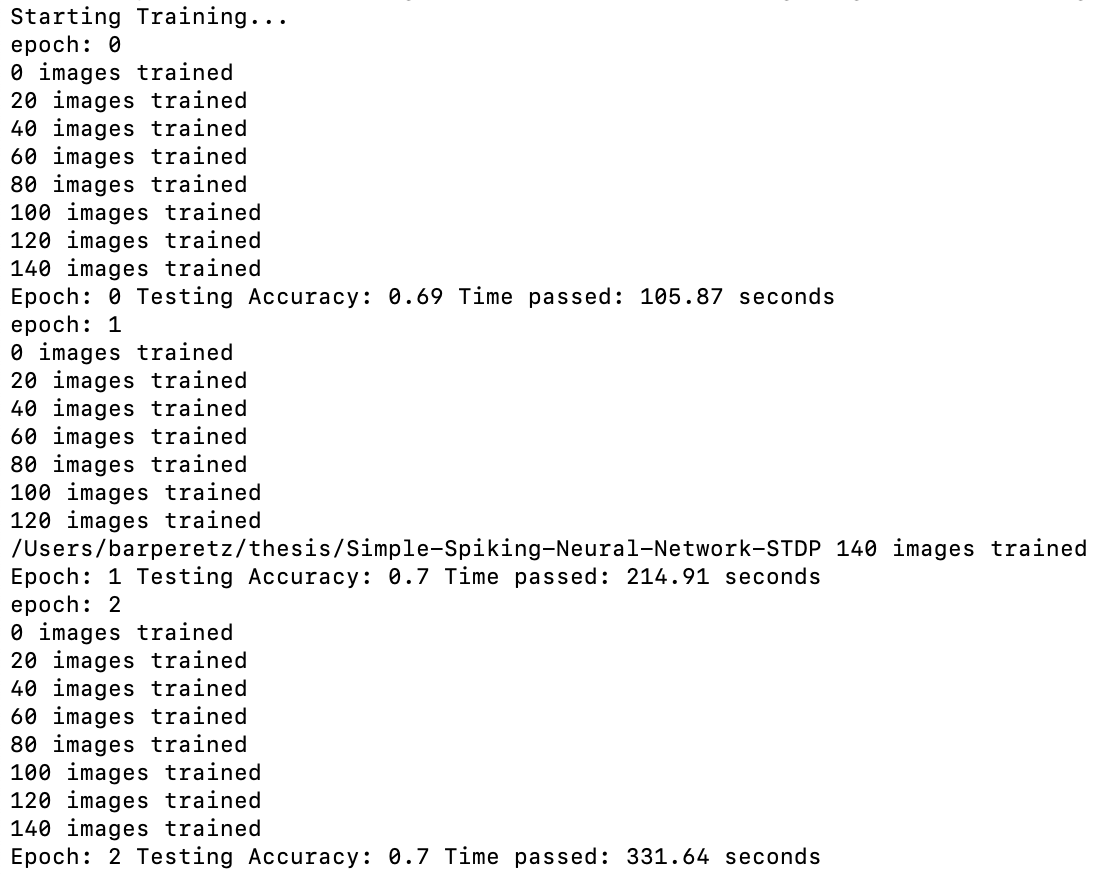 Starting Training...
epoch: 0
0 images trained
20 images trained
40 images trained
60 images trained
80 images trained
100 images trained
120 images trained
140 images trained
Epoch: 0 Testing Accuracy: 0.69 Time passed: 105.87 seconds
epoch: 1
0 images trained
20 images trained
40 images trained
60 images trained
80 images trained
100 images trained
120 images trained
/Users/barperetz/thesis/Simple-Spiking-Neural-Network-STDP 140 images trained
Epoch: 1 Testing Accuracy: 0.7 Time passed: 214.91 seconds
epoch: 2
0 images trained
20 images trained
40 images trained
60 images trained
80 images trained
100 images trained
120 images trained
140 images trained
Epoch: 2 Testing Accuracy: 0.7 Time passed: 331.64 seconds